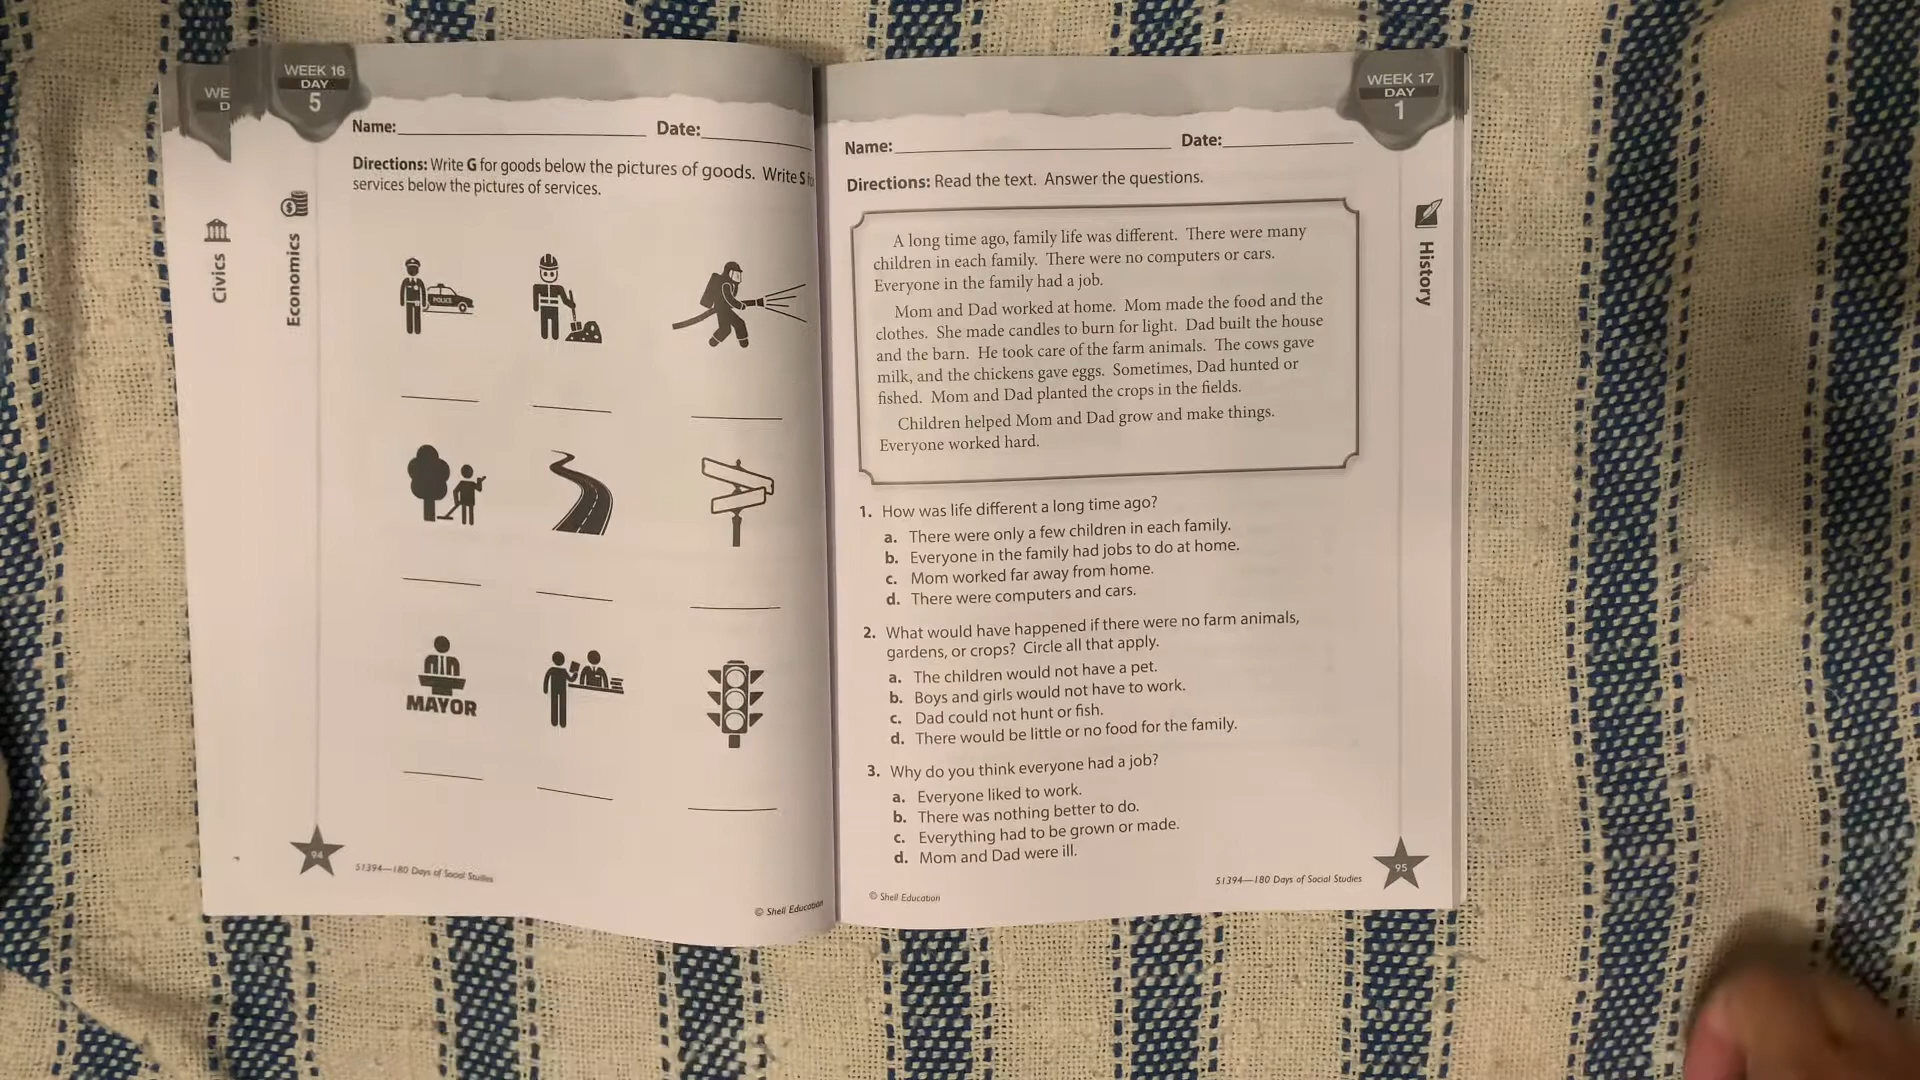 WE
D
WEEK 16
DAY
5
Name:
Date:
Directions: Write G for goods below the pictures of goods. Write S
services below the pictures of services.
Civics
Economics
POLICE
MAYOR
94
51394—180 Days of Social Studies
© Shell Education
WEEK 17
DAY
1
Name:
Date:
Directions: Read the text. Answer the questions.
History
A long time ago, family life was different. There were many
children in each family. There were no computers or cars.
Everyone in the family had a job.
Mom and Dad worked at home. Mom made the food and the
clothes. She made candles to burn for light. Dad built the house
and the barn. He took care of the farm animals. The cows gave
milk, and the chickens gave eggs. Sometimes, Dad hunted or
fished. Mom and Dad planted the crops in the fields.
Children helped Mom and Dad grow and make things.
Everyone worked hard.
1. How was life different a long time ago?
a. There were only a few children in each family.
b. Everyone in the family had jobs to do at home.
c. Mom worked far away from home.
d. There were computers and cars.
2. What would have happened if there were no farm animals,
gardens, or crops? Circle all that apply.
a. The children would not have a pet.
b. Boys and girls would not have to work.
c. Dad could not hunt or fish.
d. There would be little or no food for the family.
3. Why do you think everyone had a job?
a. Everyone liked to work.
b. There was nothing better to do.
c. Everything had to be grown or made.
d. Mom and Dad were ill.
© Shell Education
51394—180 Days of Social Studies
95